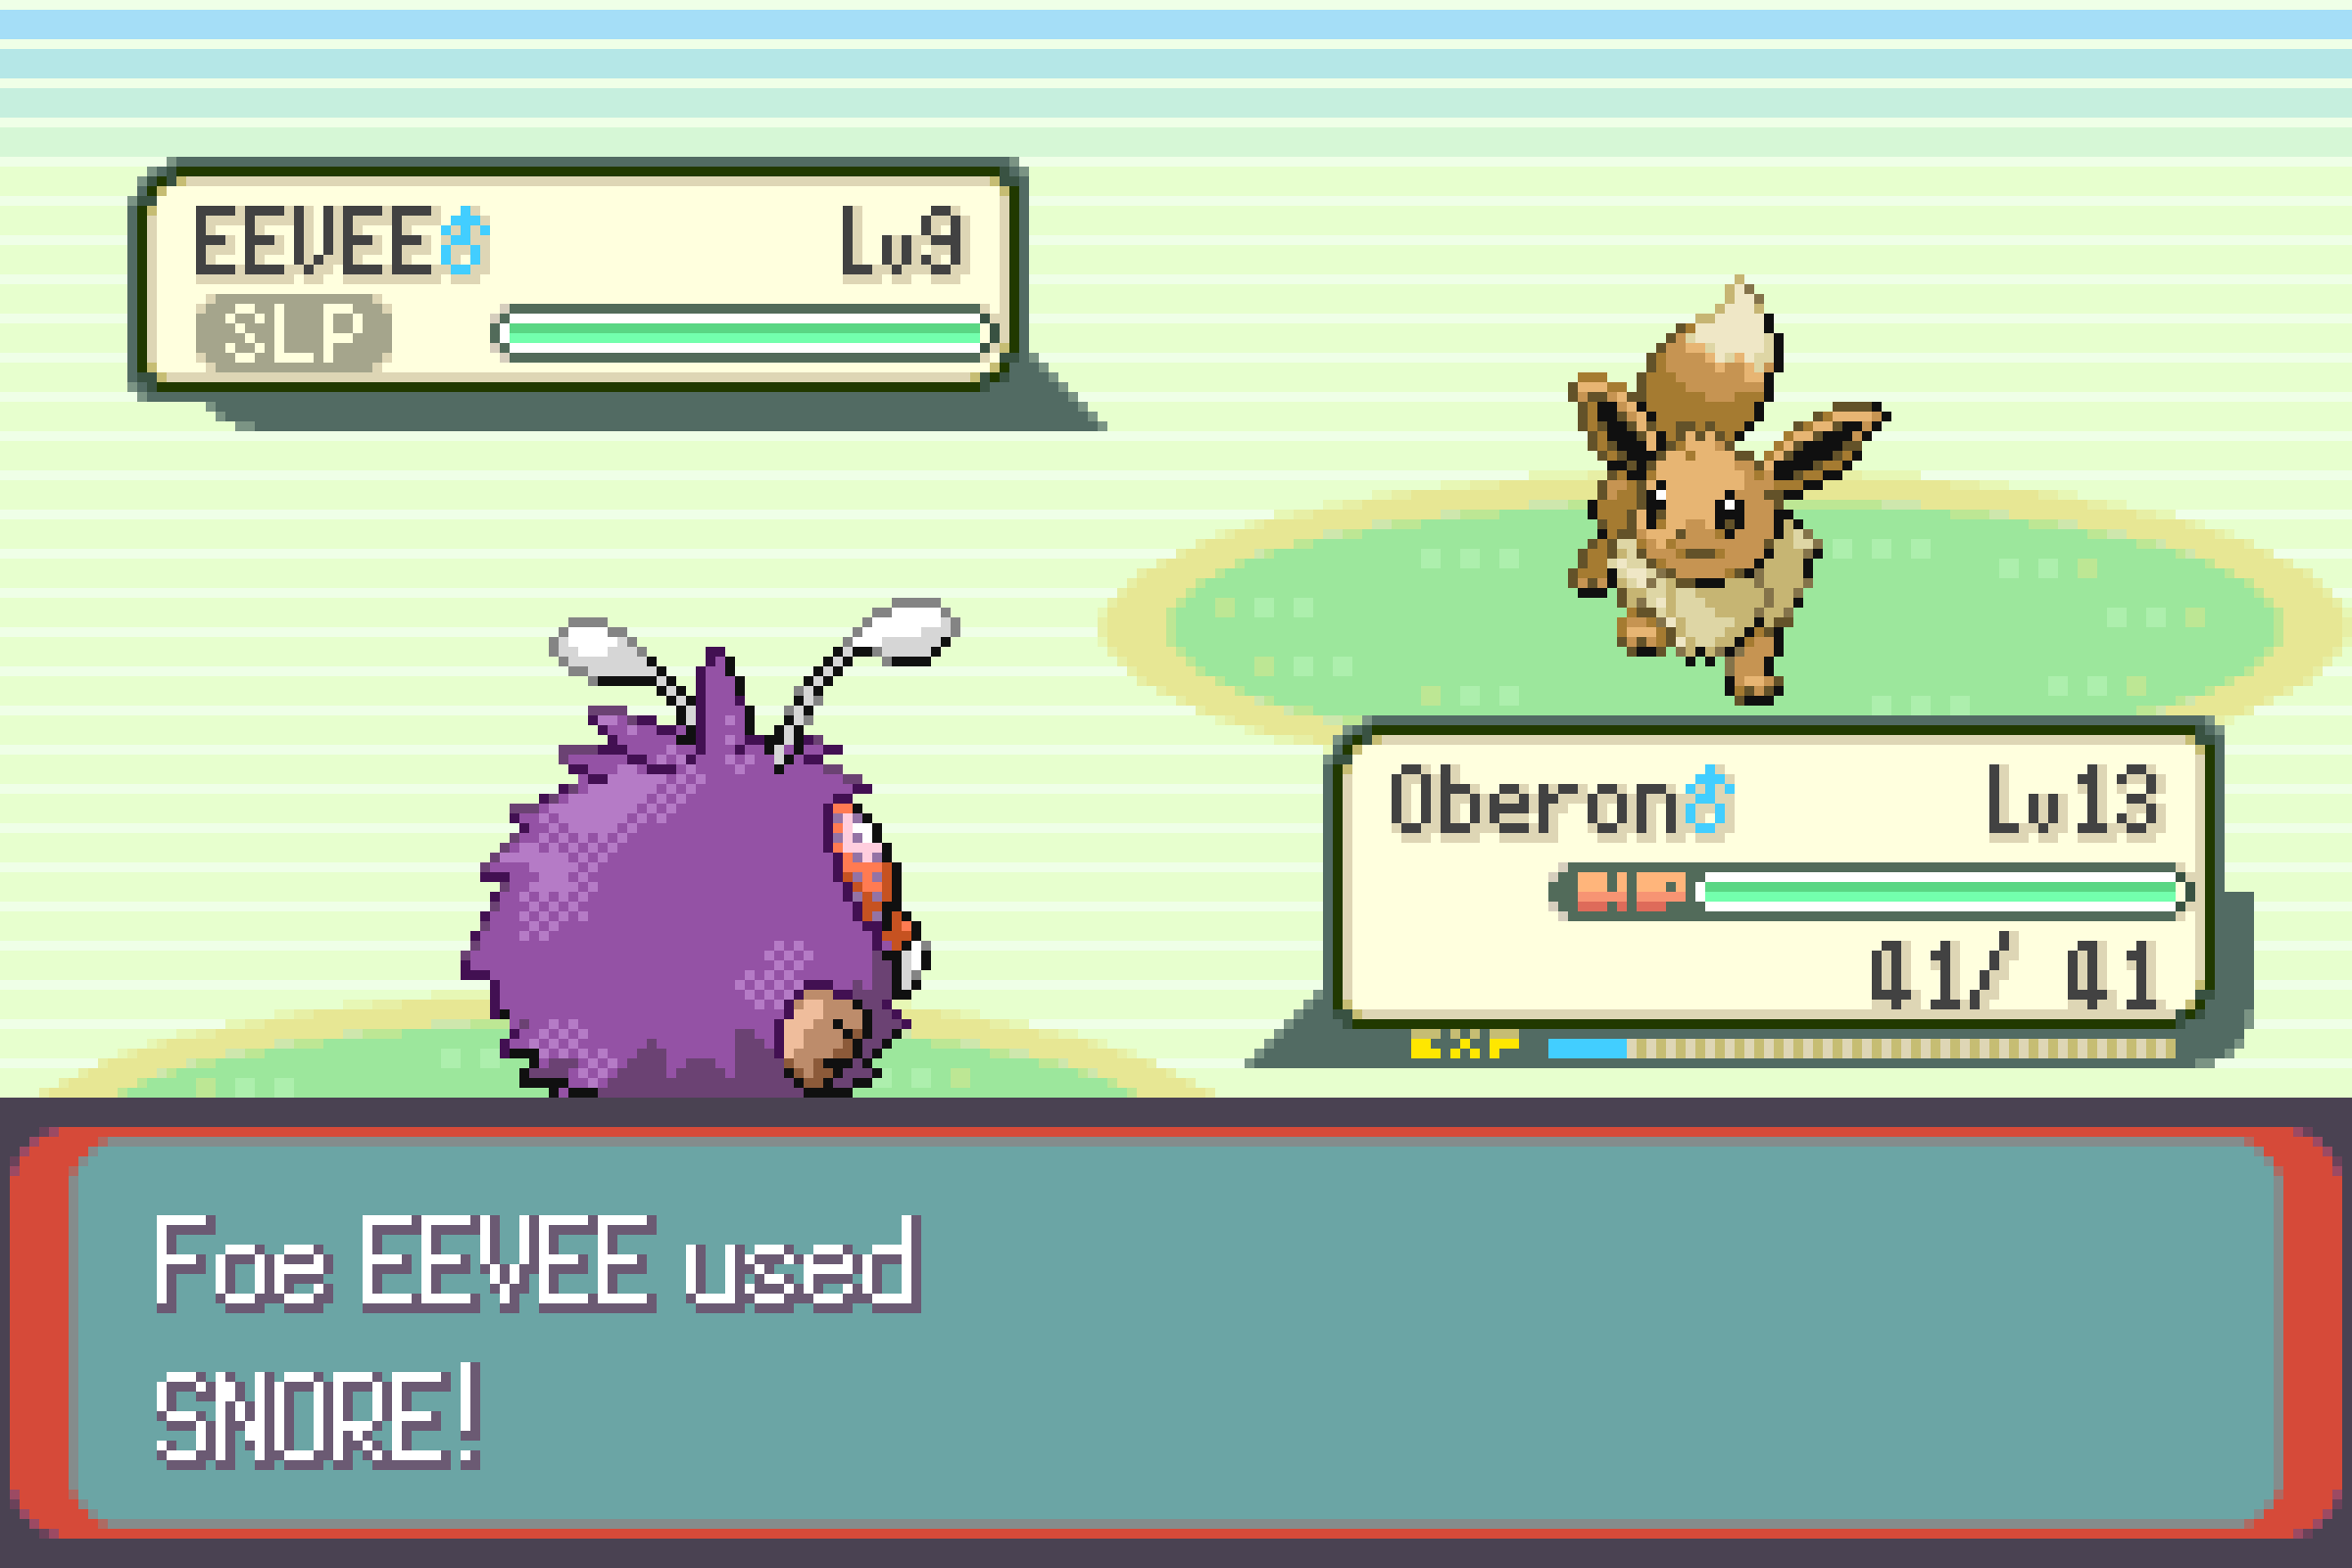 EEVEE♂ Lv9
SLP
Oberon♂ Lv13
HP
41/ 41
EXP
Foe EEVEE used
SNORE!